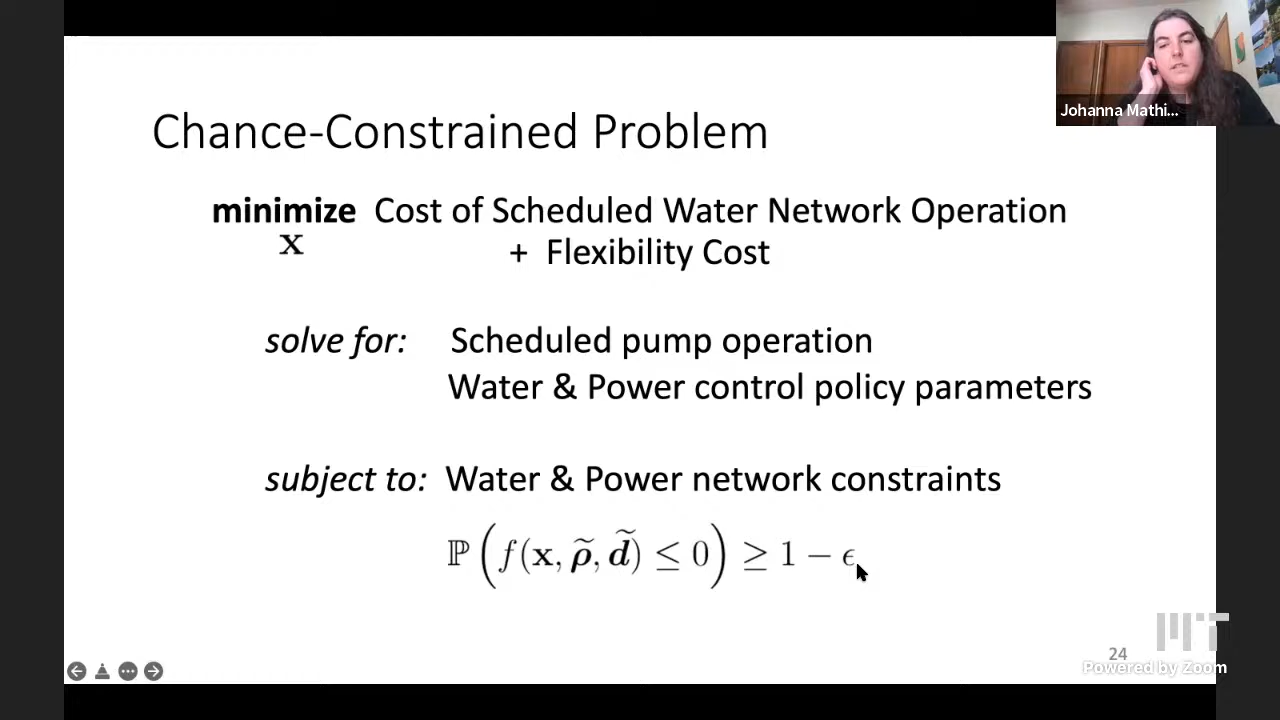 Johanna Mathi...
Chance-Constrained Problem
minimize Cost of Scheduled Water Network Operation
x + Flexibility Cost
solve for: Scheduled pump operation
Water & Power control policy parameters
subject to: Water & Power network constraints
ℙ(f(x, ρ̃, d̃) ≤ 0) ≥ 1 − ϵ
MIT
24
Powered by Zoom